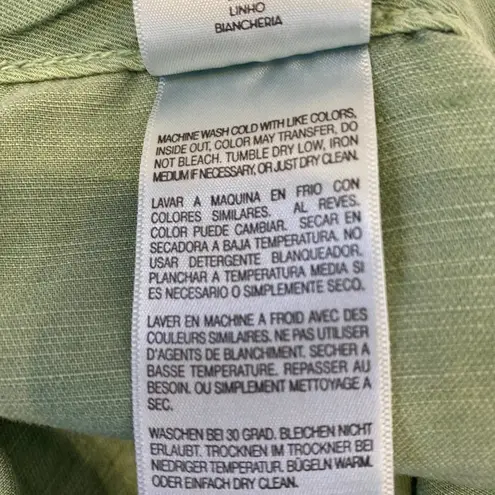 LINHO
BIANCHERIA
MACHINE WASH COLD WITH LIKE COLORS,
INSIDE OUT, COLOR MAY TRANSFER, DO
NOT BLEACH. TUMBLE DRY LOW, IRON
MEDIUM IF NECESSARY, OR JUST DRY CLEAN.
LAVAR A MAQUINA EN FRIO CON
COLORES SIMILARES. AL REVES.
COLOR PUEDE CAMBIAR. SECAR EN
SECADORA A BAJA TEMPERATURA. NO
USAR DETERGENTE BLANQUEADOR.
PLANCHAR A TEMPERATURA MEDIA SI
ES NECESARIO O SIMPLEMENTE SECO.
LAVER EN MACHINE A FROID AVEC DES
COULEURS SIMILAIRES. NE PAS UTILISER
D'AGENTS DE BLANCHIMENT. SECHER A
BASSE TEMPERATURE. REPASSER AU
BESOIN. OU SIMPLEMENT METTOYAGE A
SEC.
WASCHEN BEI 30 GRAD. BLEICHEN NICHT
ERLAUBT. TROCKNEN IM TROCKNER BEI
NIEDRIGER TEMPERATUR. BÜGELN WARM.
ODER EINFACH DRY CLEAN.